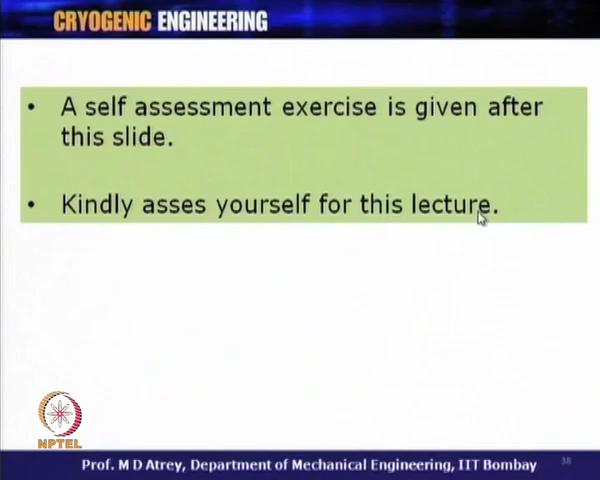 CRYOGENIC ENGINEERING
• A self assessment exercise is given after
this slide.
• Kindly asses yourself for this lecture.
NPTEL
Prof. M D Atrey, Department of Mechanical Engineering, IIT Bombay
38